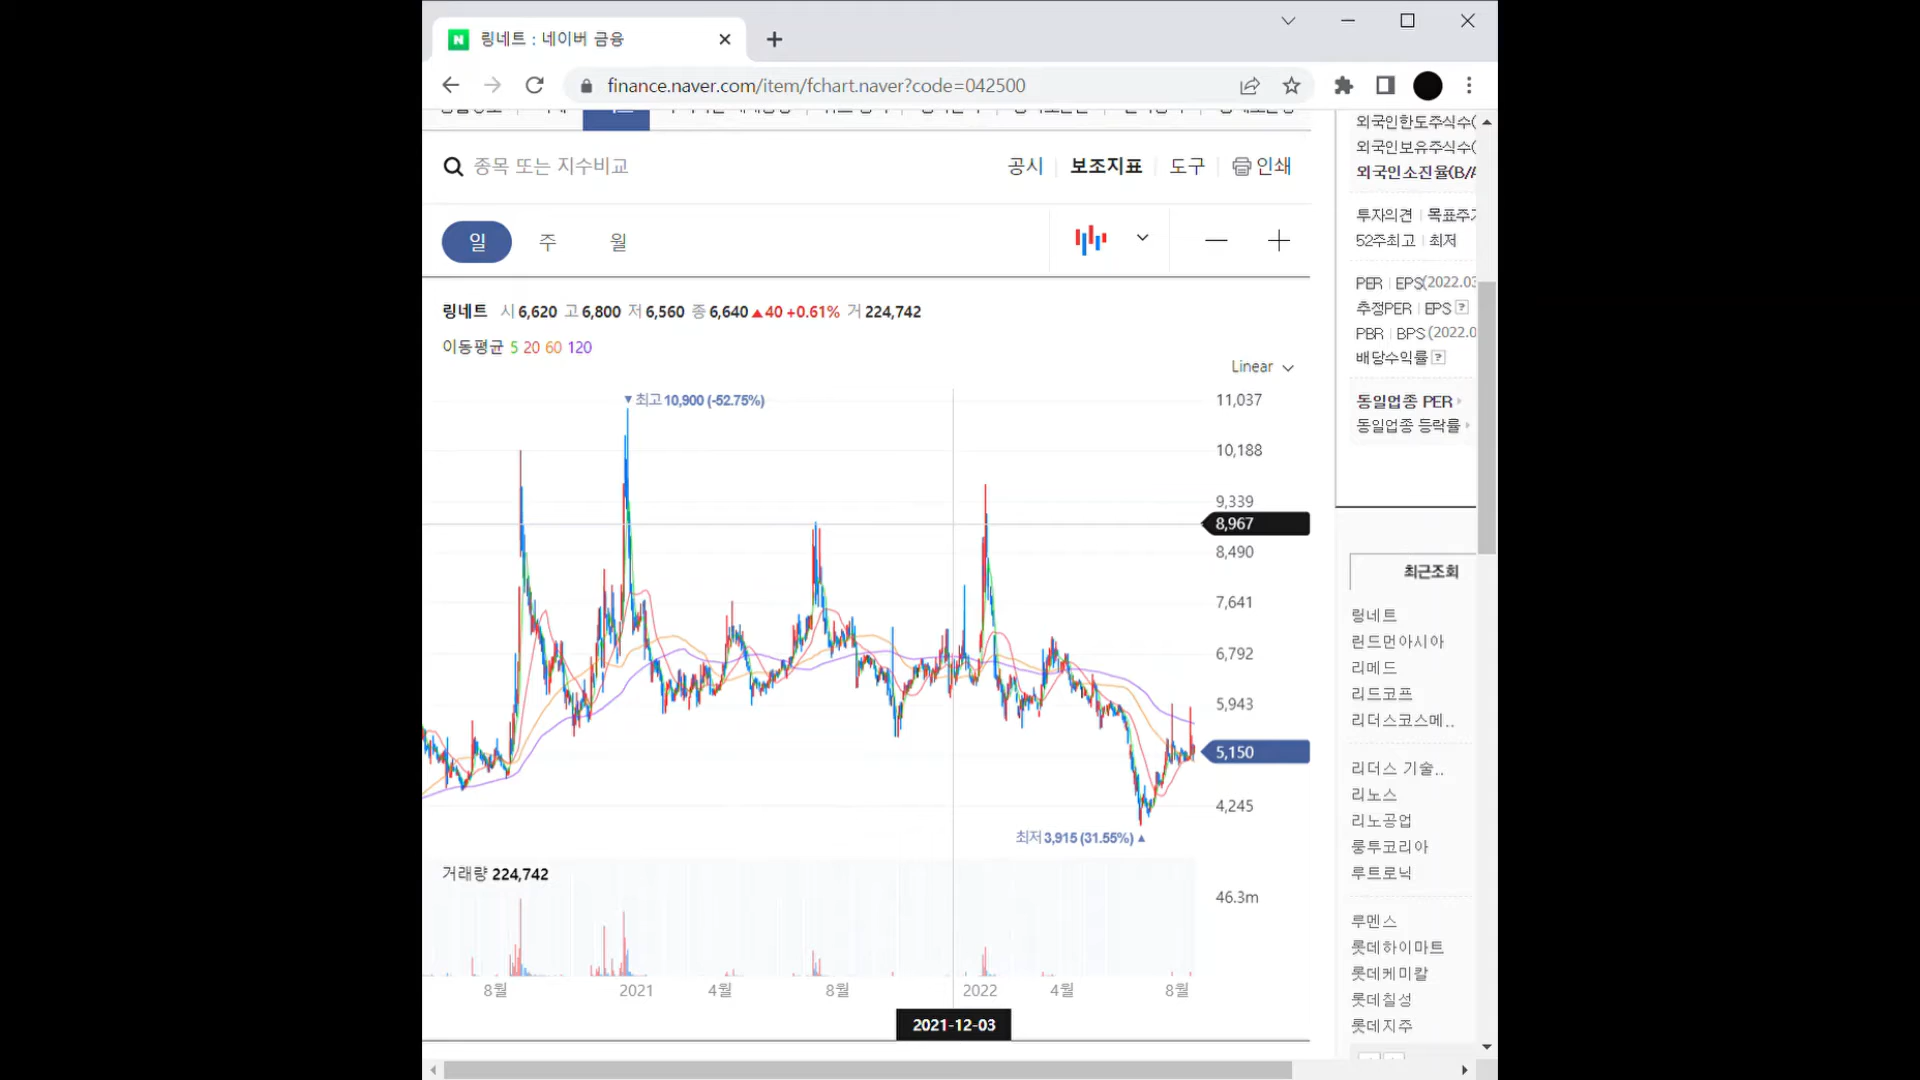 링네트 : 네이버 금융
finance.naver.com/item/fchart.naver?code=042500
종목 또는 지수비교
공시 보조지표 도구 인쇄
일 주 월
링네트 시 6,620 고 6,800 저 6,560 종 6,640 ▲40 +0.61% 거 224,742
이동평균 5 20 60 120
Linear
▼최고 10,900 (-52.75%)
11,037
10,188
9,339
8,967
8,490
7,641
6,792
5,943
5,150
4,245
최저 3,915 (31.55%) ▲
거래량 224,742
46.3m
8월 2021 4월 8월 2022 4월 8월
2021-12-03
외국인한도주식수(
외국인보유주식수(
외국인소진율(B/A
투자의견 목표주가
52주최고 최저
PER EPS(2022.03
추정PER EPS ?
PBR BPS (2022.0
배당수익률 ?
동일업종 PER
동일업종 등락률
최근조회
링네트
린드먼아시아
리메드
리드코프
리더스코스메..
리더스 기술..
리노스
리노공업
룽투코리아
루트로닉
루멘스
롯데하이마트
롯데케미칼
롯데칠성
롯데지주